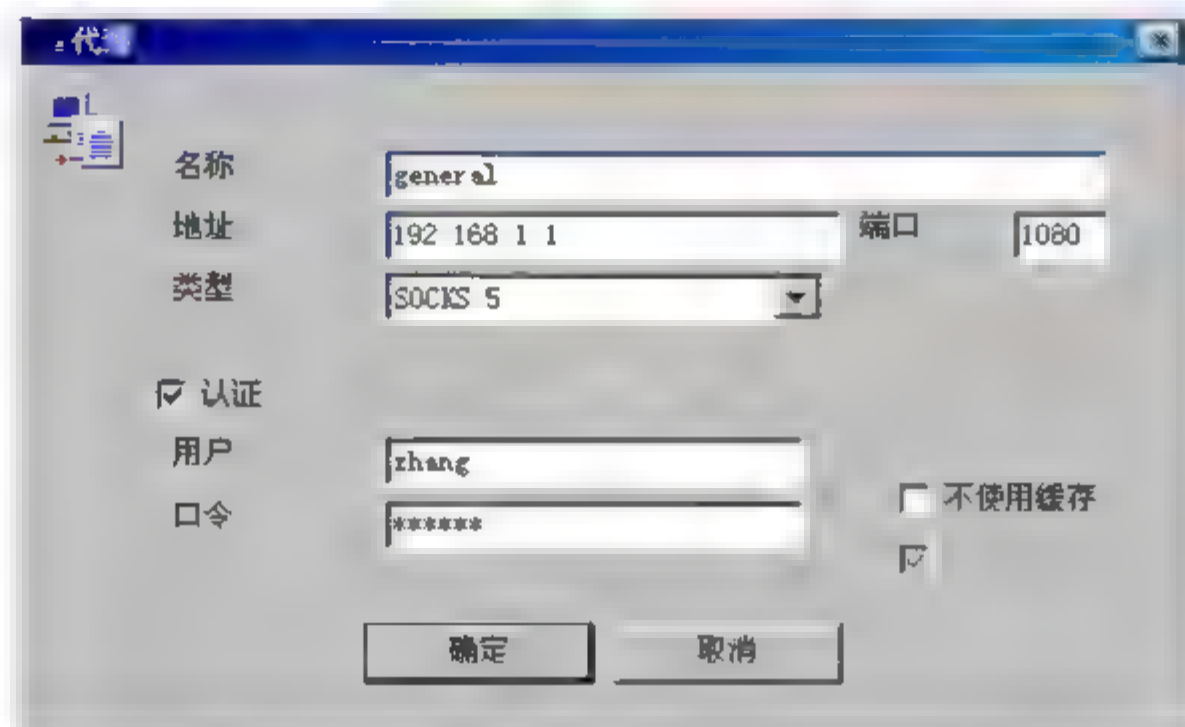 代理
名称 general
地址 192 168 1 1 端口 1080
类型 SOCKS 5
认证
用户 zhang
口令 ******
不使用缓存
确定 取消